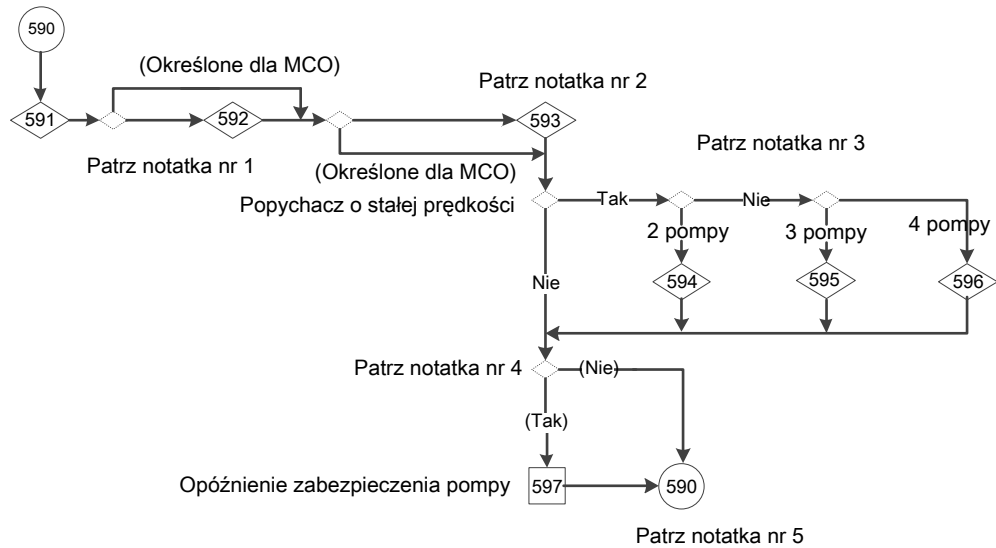 590
(Określone dla MCO)
Patrz notatka nr 2
591
592
593
Patrz notatka nr 1
(Określone dla MCO)
Patrz notatka nr 3
Popychacz o stałej prędkości
Tak
Nie
2 pompy
3 pompy
4 pompy
Nie
594
595
596
Patrz notatka nr 4
(Nie)
(Tak)
Opóźnienie zabezpieczenia pompy
597
590
Patrz notatka nr 5